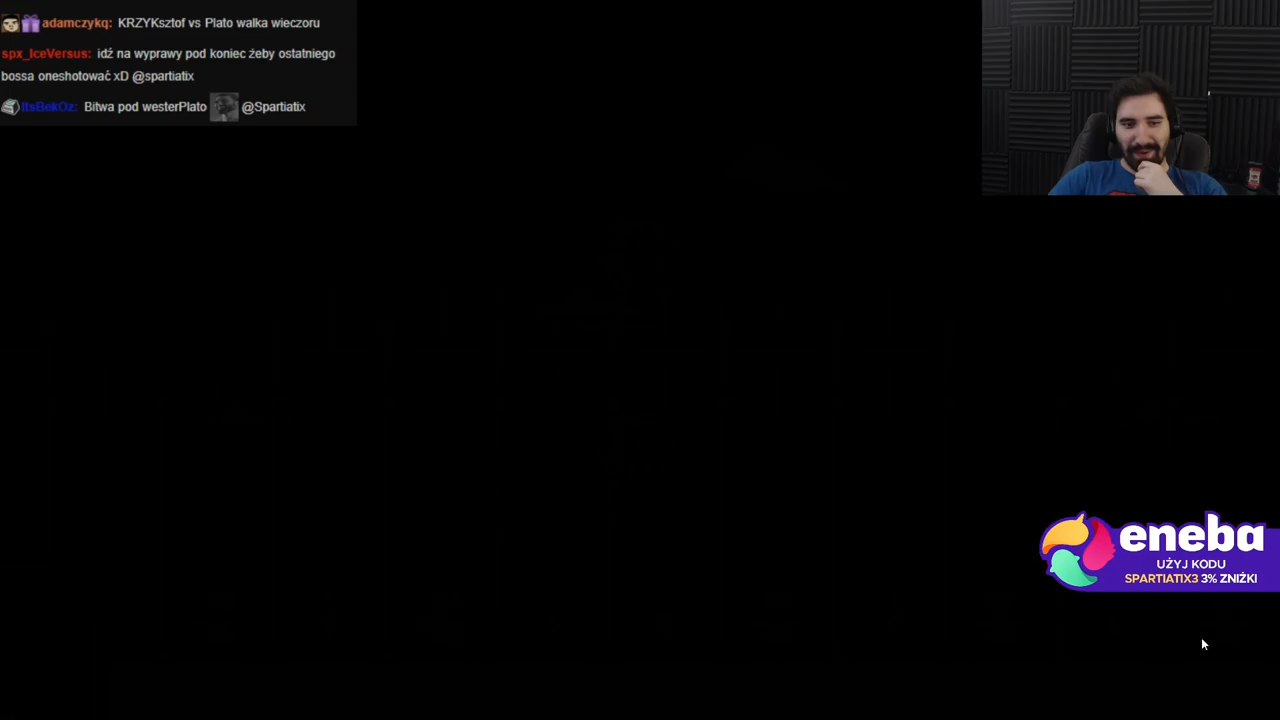 adamczykq: KRZYKsztof vs Plato walka wieczoru
spx_IceVersus: idź na wyprawy pod koniec żeby ostatniego
bossa oneshotować xD @spartiatix
ItsBekOz: Bitwa pod westerPlato @Spartiatix
eneba
UŻYJ KODU
SPARTIATIX3 3% ZNIŻKI